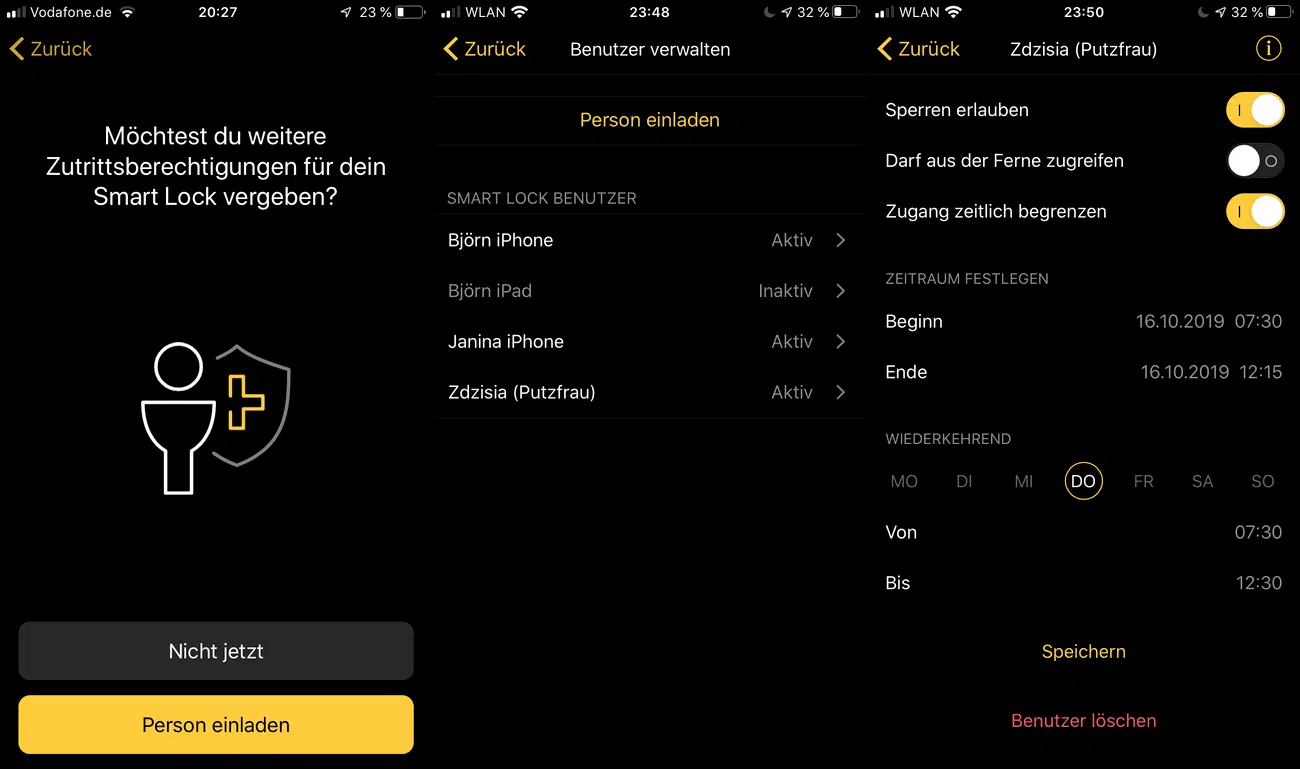 Vodafone.de 20:27 23 %
Zurück
Möchtest du weitere
Zutrittsberechtigungen für dein
Smart Lock vergeben?
Nicht jetzt
Person einladen
WLAN 23:48 32 %
Zurück Benutzer verwalten
Person einladen
SMART LOCK BENUTZER
Björn iPhone Aktiv
Björn iPad Inaktiv
Janina iPhone Aktiv
Zdzisia (Putzfrau) Aktiv
WLAN 23:50 32 %
Zurück Zdzisia (Putzfrau) i
Sperren erlauben
Darf aus der Ferne zugreifen
Zugang zeitlich begrenzen
ZEITRAUM FESTLEGEN
Beginn 16.10.2019 07:30
Ende 16.10.2019 12:15
WIEDERKEHREND
MO DI MI DO FR SA SO
Von 07:30
Bis 12:30
Speichern
Benutzer löschen